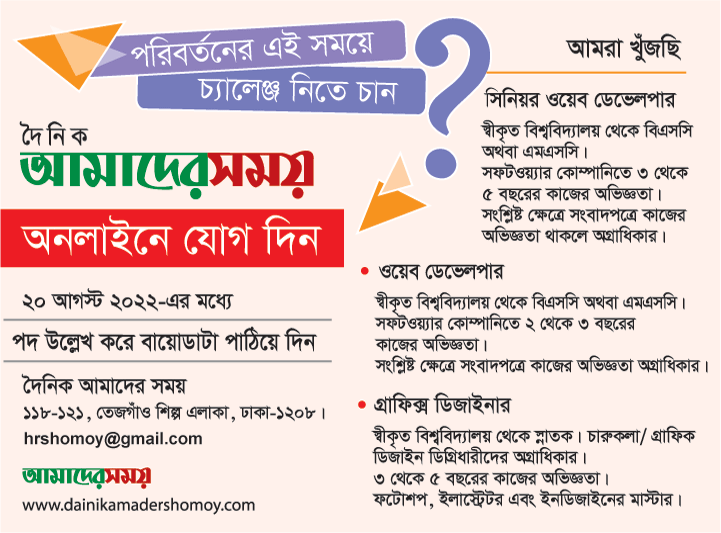 পরিবর্তনের এই সময়ে
চ্যালেঞ্জ নিতে চান
?
দৈনিক
আমাদেরসময়
অনলাইনে যোগ দিন
২০ আগস্ট ২০২২-এর মধ্যে
পদ উল্লেখ করে বায়োডাটা পাঠিয়ে দিন
দৈনিক আমাদের সময়
১১৮-১২১, তেজগাঁও শিল্প এলাকা, ঢাকা-১২০৮।
hrshomoy@gmail.com
আমাদেরসময়
www.dainikamadershomoy.com
আমরা খুঁজছি
সিনিয়র ওয়েব ডেভেলপার
স্বীকৃত বিশ্ববিদ্যালয় থেকে বিএসসি
অথবা এমএসসি।
সফটওয়্যার কোম্পানিতে ৩ থেকে
৫ বছরের কাজের অভিজ্ঞতা।
সংশ্লিষ্ট ক্ষেত্রে সংবাদপত্রে কাজের
অভিজ্ঞতা থাকলে অগ্রাধিকার।
• ওয়েব ডেভেলপার
স্বীকৃত বিশ্ববিদ্যালয় থেকে বিএসসি অথবা এমএসসি।
সফটওয়্যার কোম্পানিতে ২ থেকে ৩ বছরের
কাজের অভিজ্ঞতা।
সংশ্লিষ্ট ক্ষেত্রে সংবাদপত্রে কাজের অভিজ্ঞতা অগ্রাধিকার।
• গ্রাফিক্স ডিজাইনার
স্বীকৃত বিশ্ববিদ্যালয় থেকে স্নাতক। চারুকলা/ গ্রাফিক
ডিজাইন ডিগ্রিধারীদের অগ্রাধিকার।
৩ থেকে ৫ বছরের কাজের অভিজ্ঞতা।
ফটোশপ, ইলাস্ট্রেটর এবং ইনডিজাইনের মাস্টার।